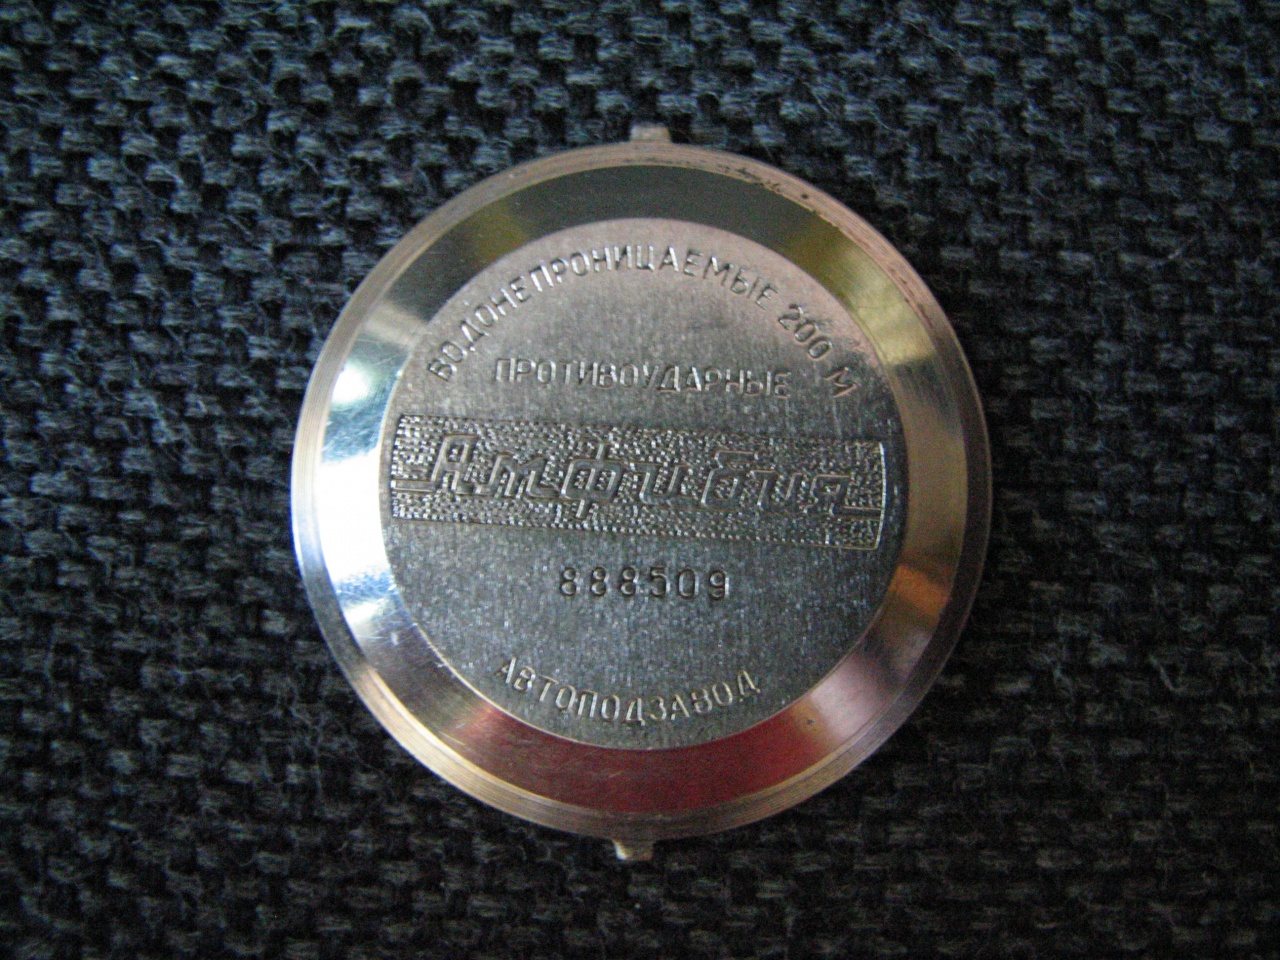 ВОДОНЕПРОНИЦАЕМЫЕ 200 М
ПРОТИВОУДАРНЫЕ
Амфибия
888509
АВТОПОДЗАВОД